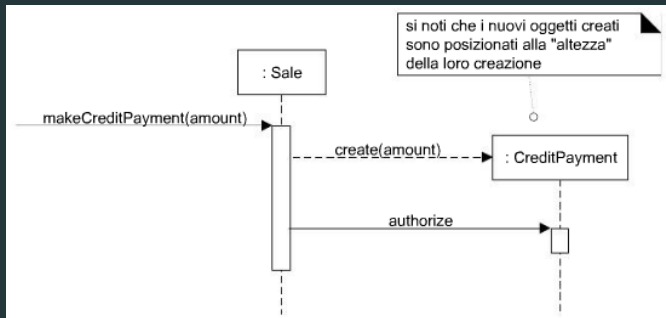 si noti che i nuovi oggetti creati
sono posizionati alla "altezza"
della loro creazione
: Sale
makeCreditPayment(amount)
create(amount)
: CreditPayment
authorize